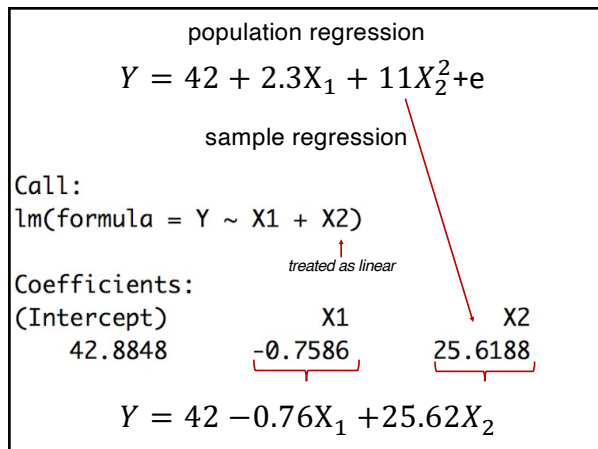 population regression
Y = 42 + 2.3X₁ + 11X₂²+e
sample regression
Call:
lm(formula = Y ~ X1 + X2)
treated as linear
Coefficients:
(Intercept) X1 X2
42.8848 -0.7586 25.6188
Y = 42 −0.76X₁ +25.62X₂